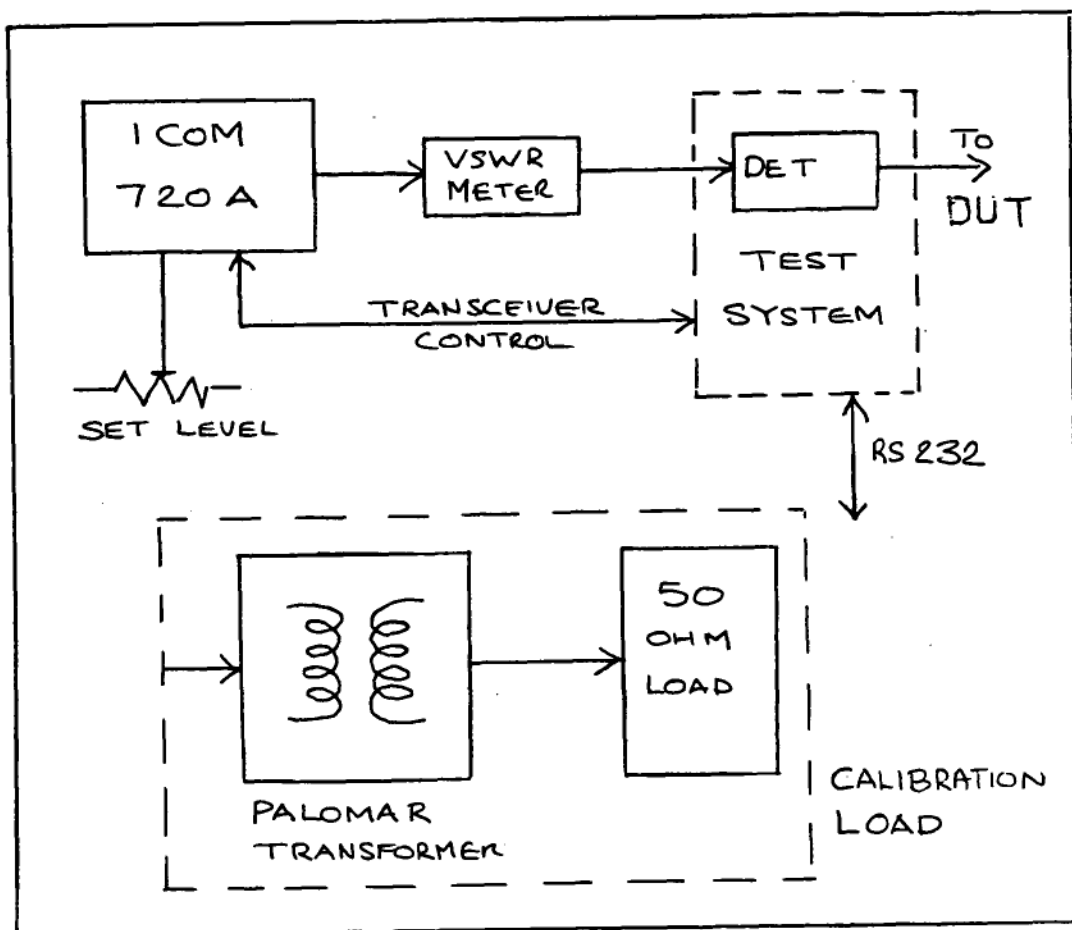 ICOM
720A
VSWR
METER
DET
TO
DUT
TEST
SYSTEM
TRANSCEIVER
CONTROL
SET LEVEL
RS 232
50
OHM
LOAD
PALOMAR
TRANSFORMER
CALIBRATION
LOAD